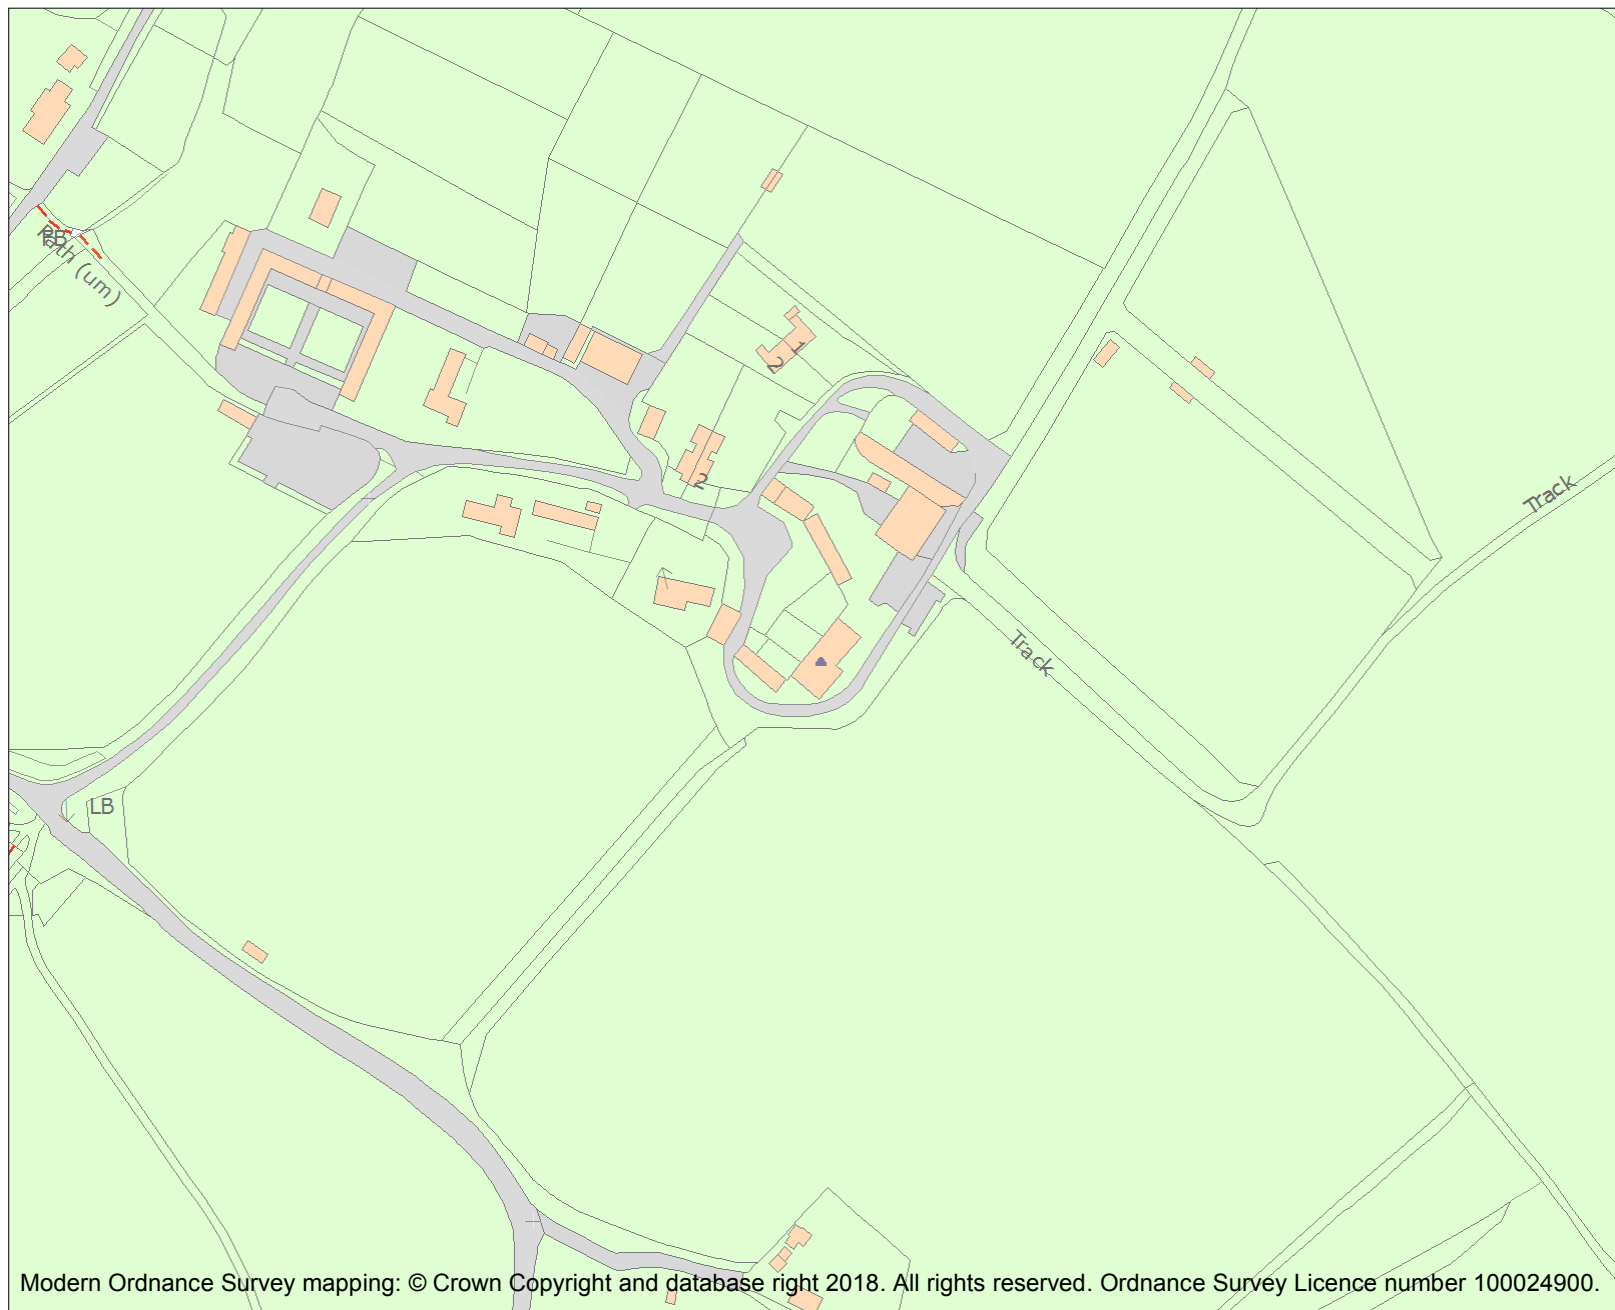 FB
Path (um)
1
2
2
Track
Track
LB
Modern Ordnance Survey mapping: © Crown Copyright and database right 2018. All rights reserved. Ordnance Survey Licence number 100024900.